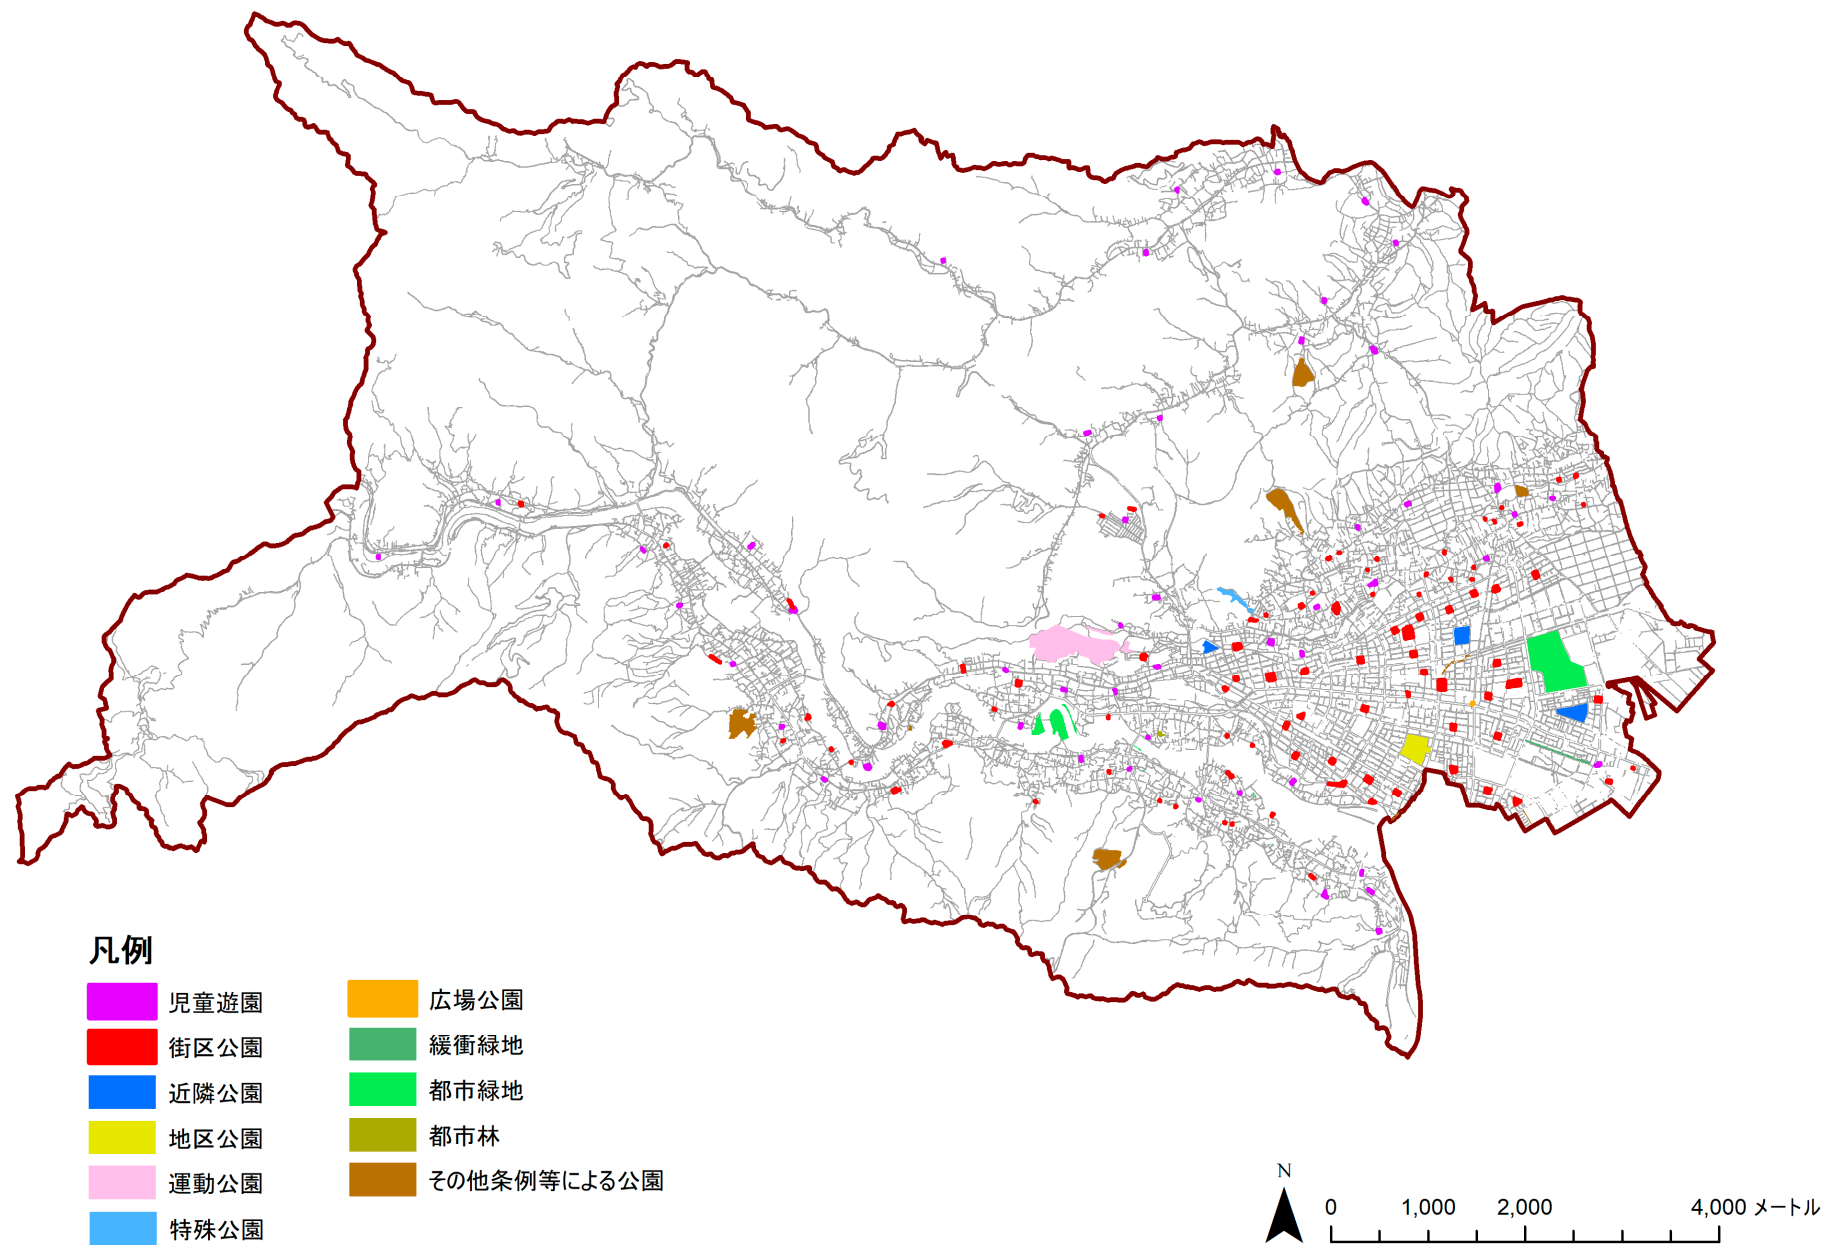 凡例
児童遊園
街区公園
近隣公園
地区公園
運動公園
特殊公園
広場公園
緩衝緑地
都市緑地
都市林
その他条例等による公園
N
0 1,000 2,000 4,000 メートル